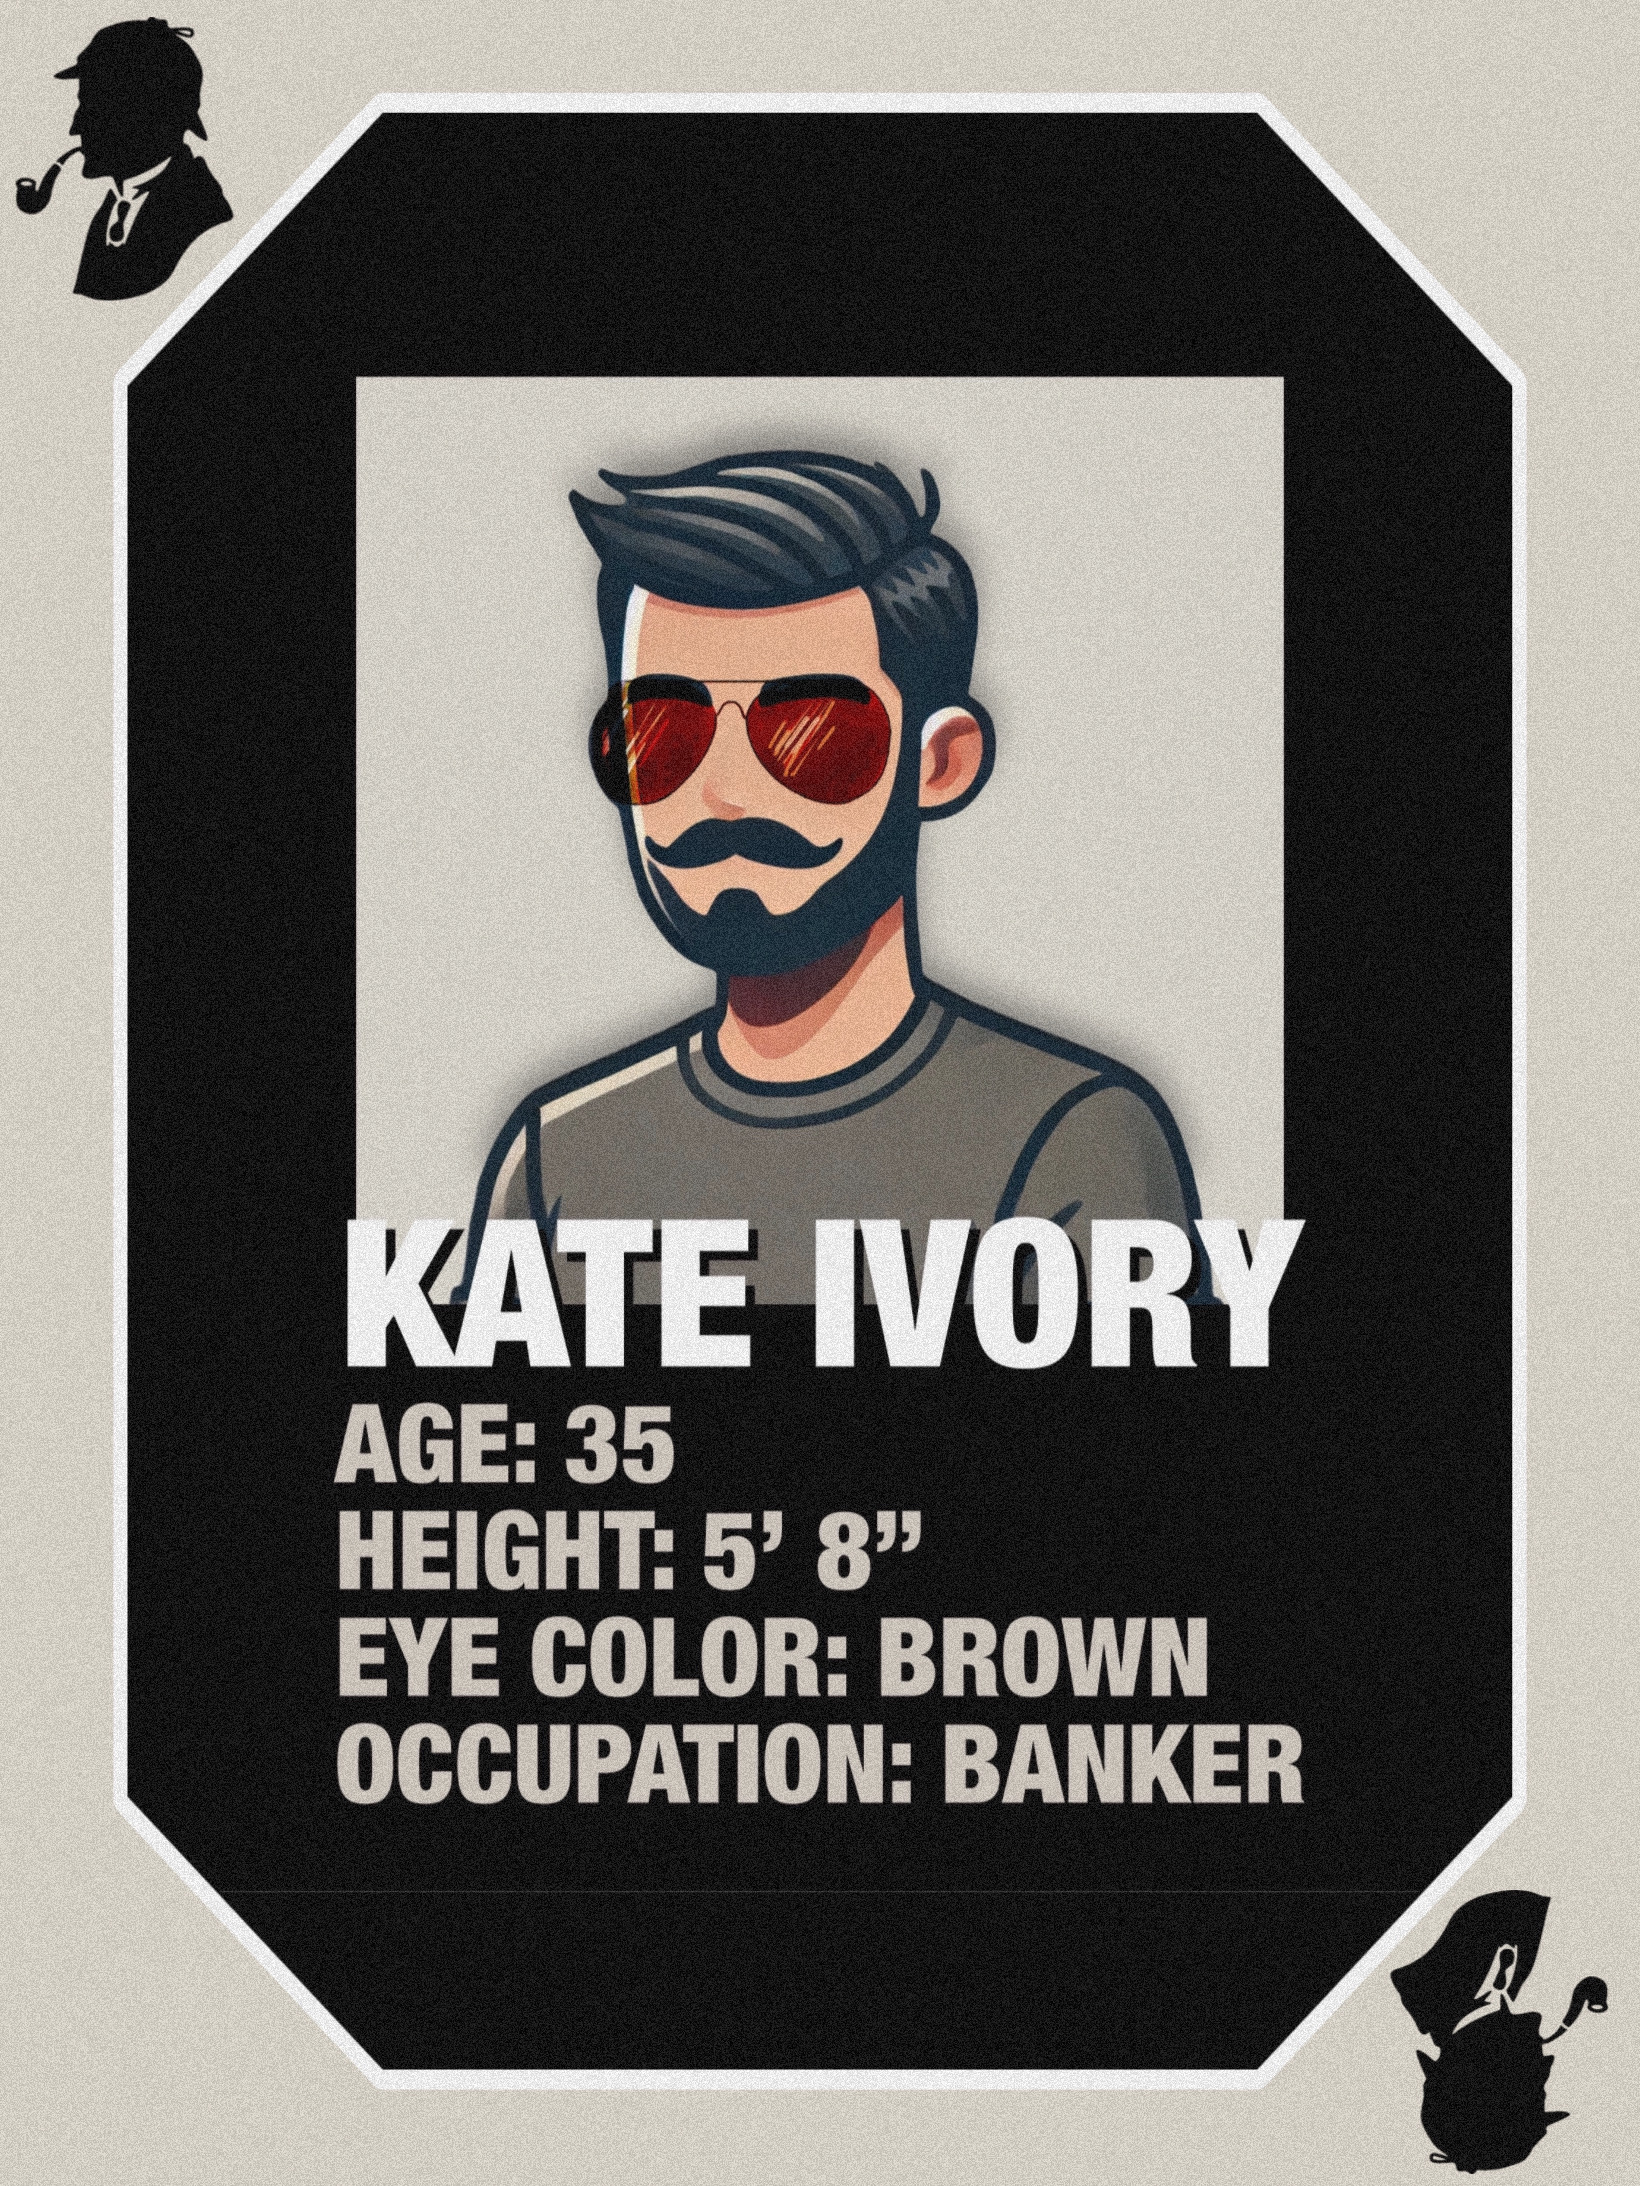 KATE IVORY
AGE: 35
HEIGHT: 5’ 8”
EYE COLOR: BROWN
OCCUPATION: BANKER